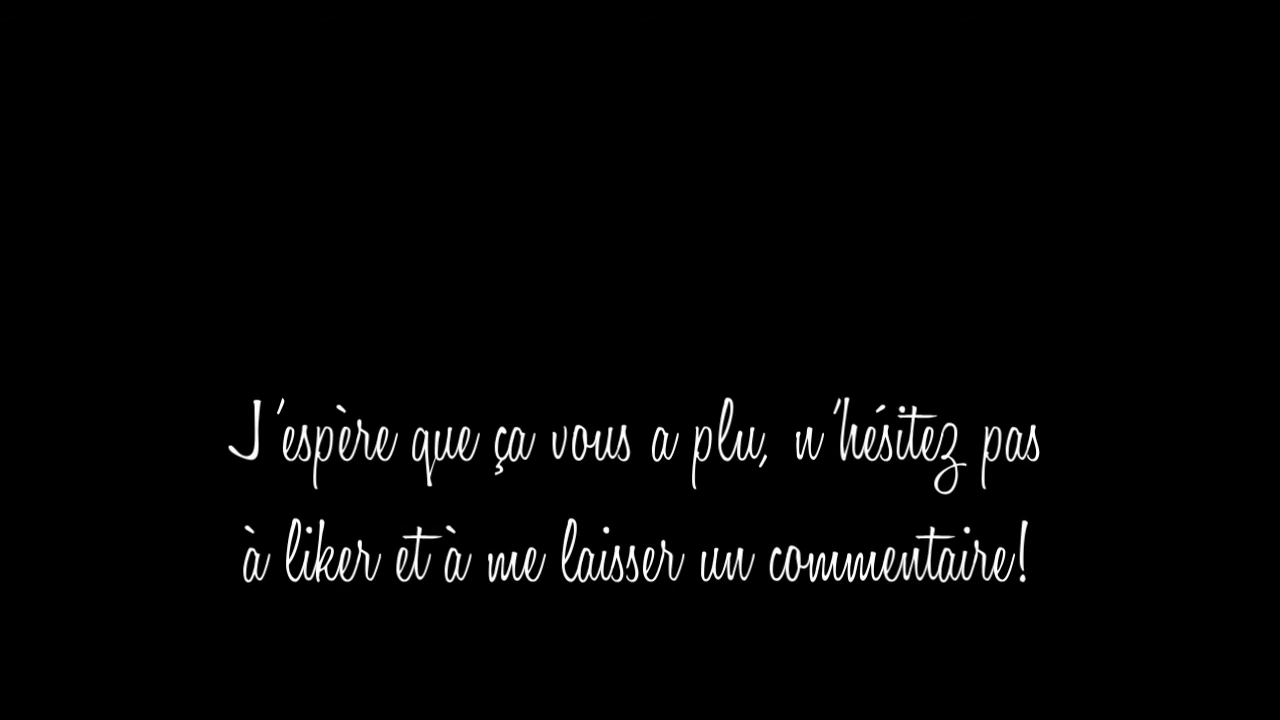 J'espère que ça vous a plu, n'hésitez pas
à liker et à me laisser un commentaire!